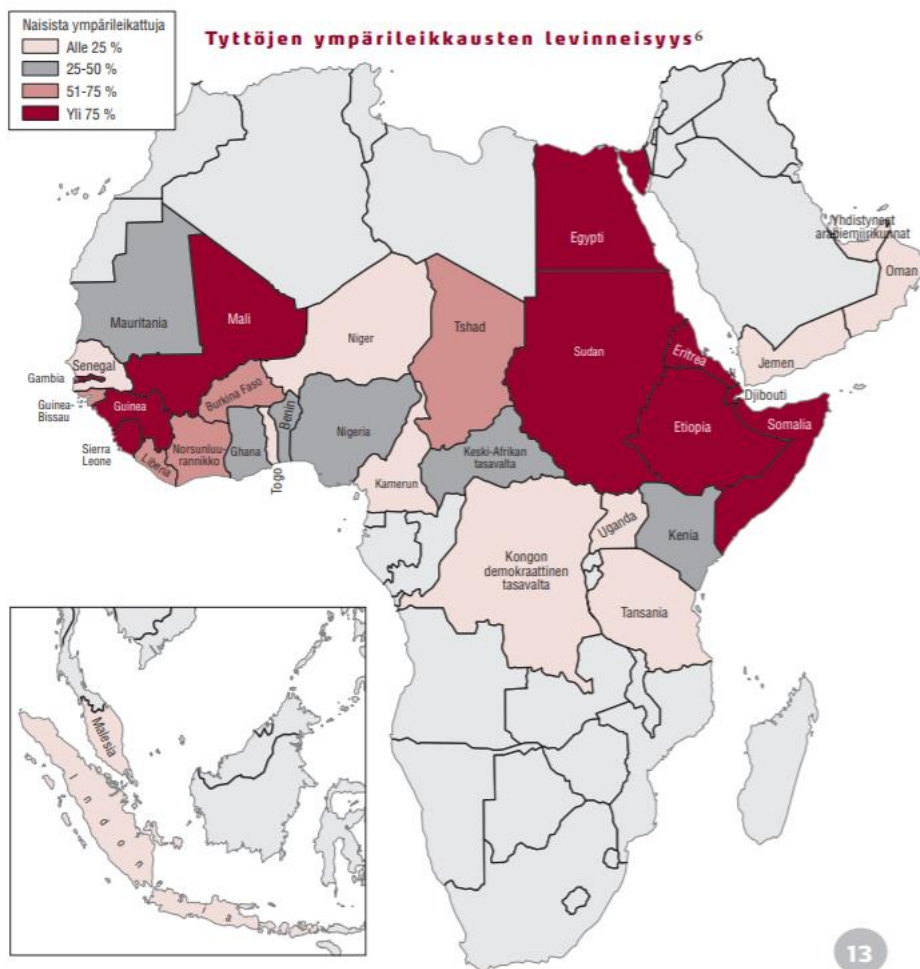 Naisista ympärileikattuja
Alle 25 %
25-50 %
51-75 %
Yli 75 %
Tyttöjen ympärileikkausten levinneisyys⁶
Yhdistyneet
arabiemiirikunnat
Egypti
Oman
Mauritania
Mali
Niger
Tshad
Sudan
Eritrea
Jemen
Senegal
Gambia
Djibouti
Burkina Faso
Guinea-
Bissau
Guinea
Benin
Nigeria
Etiopia
Somalia
Sierra
Leone
Liberia
Norsunluu-
rannikko
Ghana
Togo
Keski-Afrikan
tasavalta
Kamerun
Uganda
Kenia
Kongon
demokraattinen
tasavalta
Tansania
Malesia
Indonesia
13